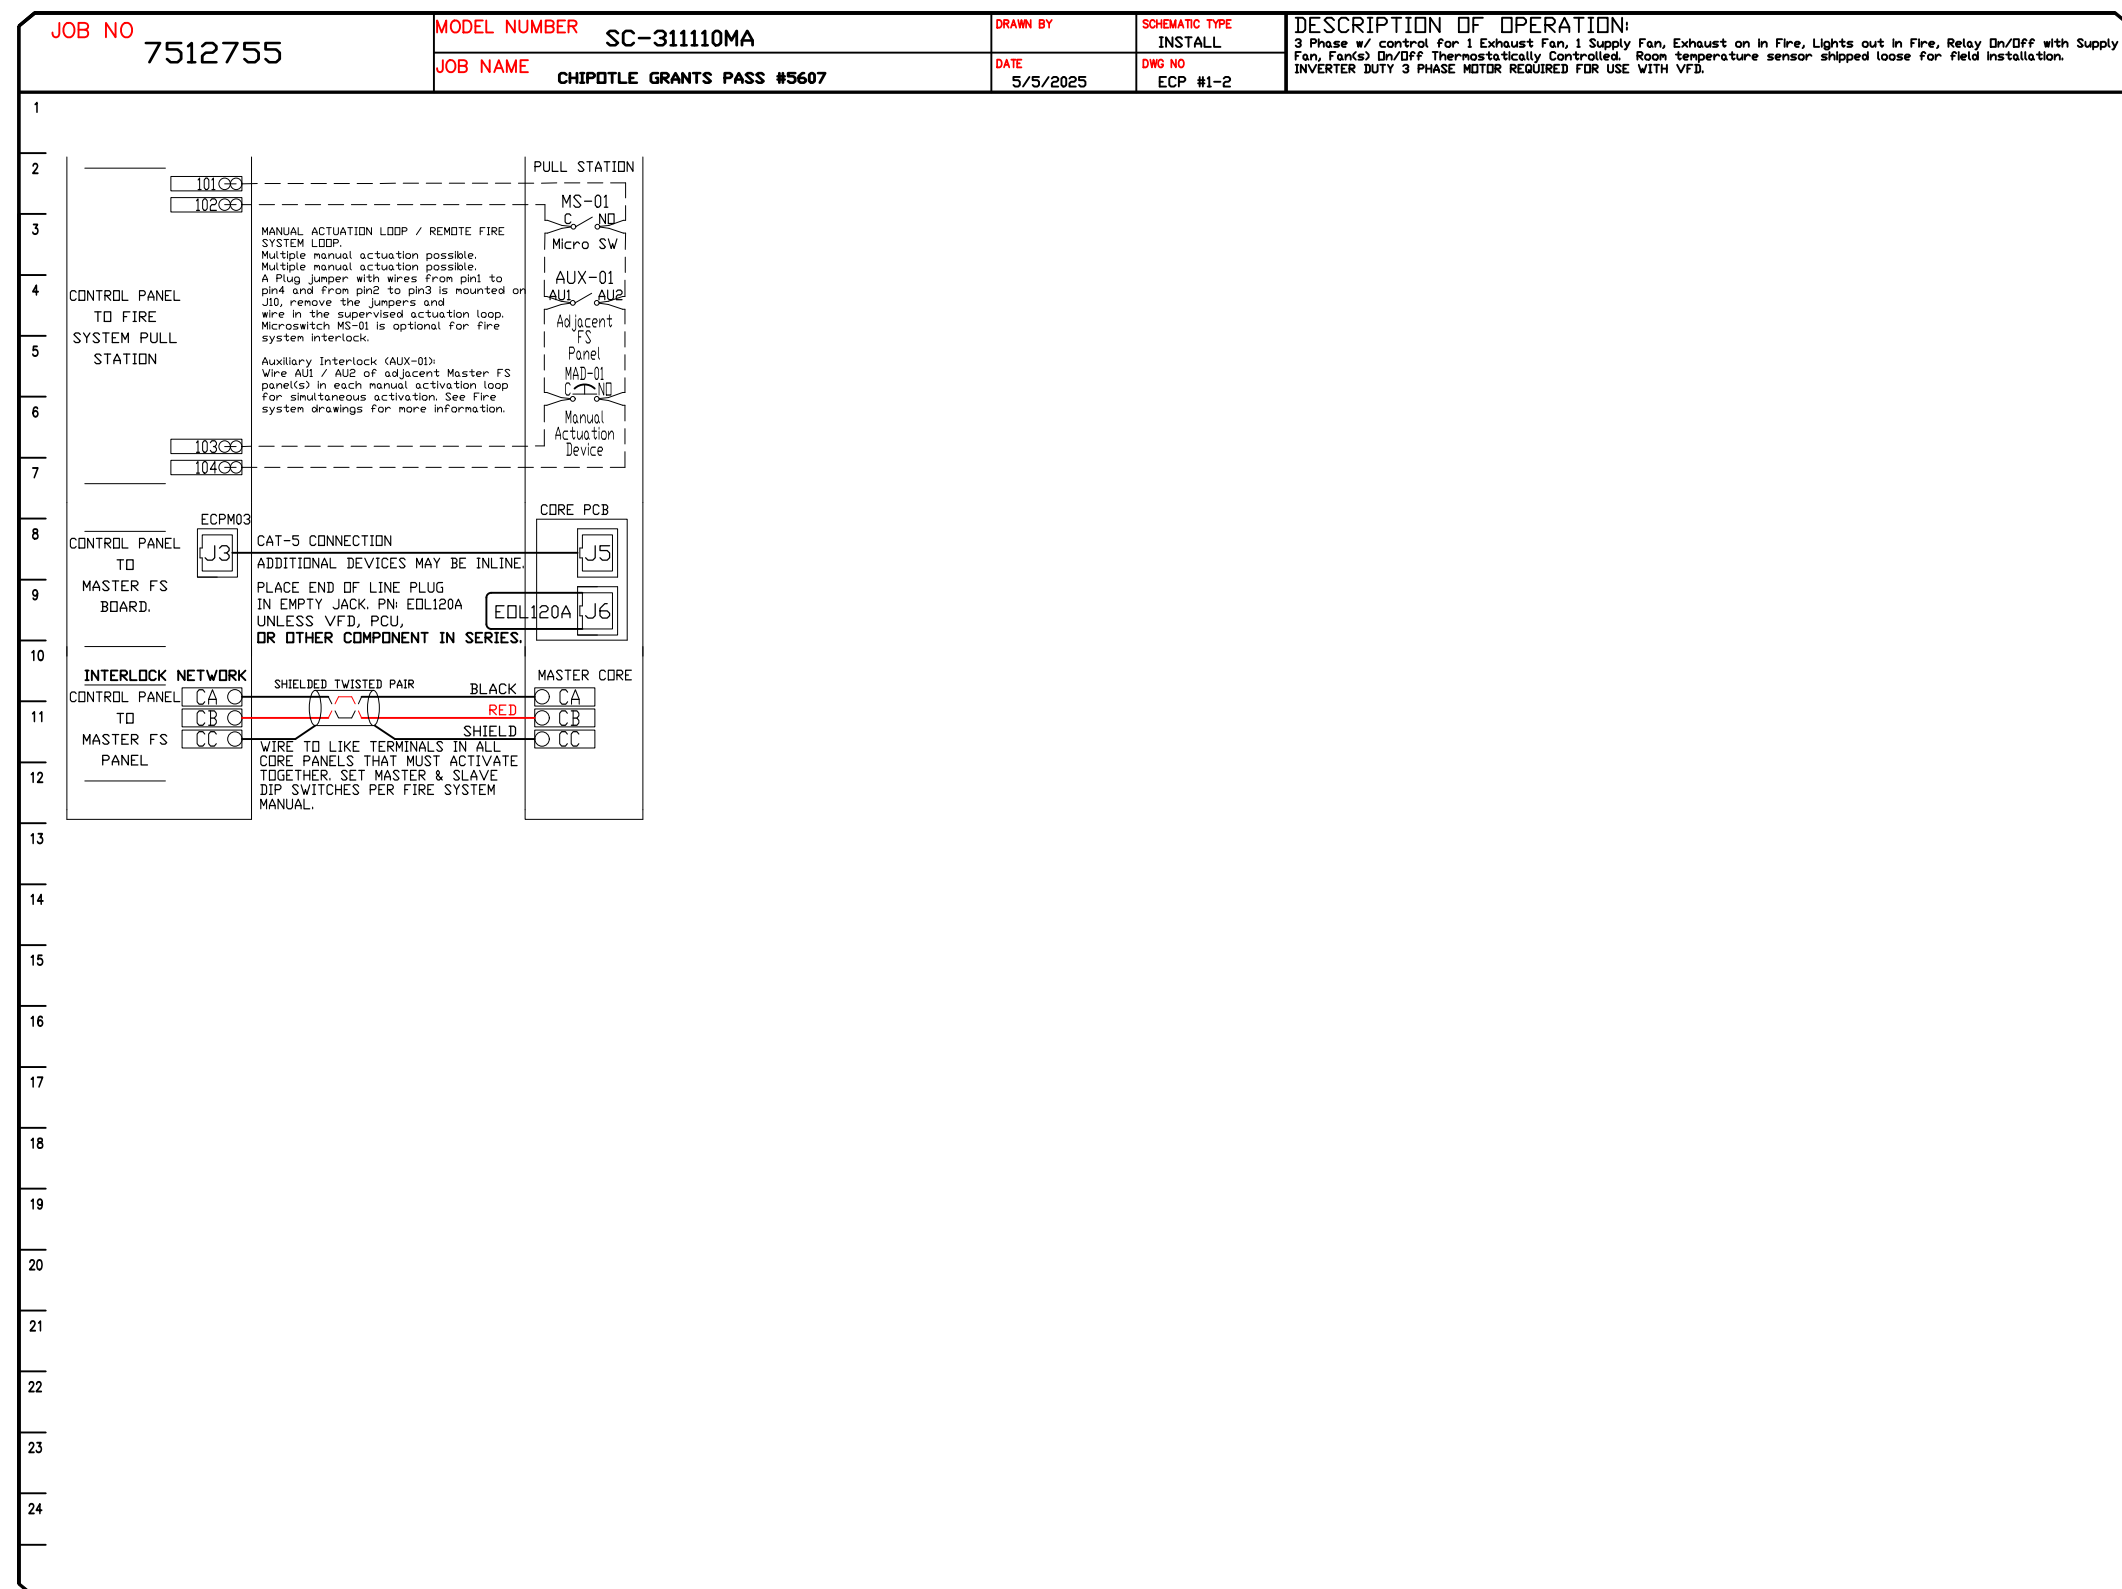 JOB NO
7512755
MODEL NUMBER
SC-311110MA
JOB NAME
CHIPOTLE GRANTS PASS #5607
DRAWN BY
DATE
5/5/2025
SCHEMATIC TYPE
INSTALL
DWG NO
ECP #1-2
DESCRIPTION OF OPERATION:
3 Phase w/ control for 1 Exhaust Fan, 1 Supply Fan, Exhaust on in Fire, Lights out in Fire, Relay On/Off with Supply
Fan, Fan(s) On/Off Thermostatically Controlled. Room temperature sensor shipped loose for field installation.
INVERTER DUTY 3 PHASE MOTOR REQUIRED FOR USE WITH VFD.
1
2
3
4
5
6
7
8
9
10
11
12
13
14
15
16
17
18
19
20
21
22
23
24
CONTROL PANEL
TO FIRE
SYSTEM PULL
STATION
101
102
103
104
MANUAL ACTUATION LOOP / REMOTE FIRE
SYSTEM LOOP.
Multiple manual actuation possible.
Multiple manual actuation possible.
A Plug jumper with wires from pin1 to
pin4 and from pin2 to pin3 is mounted on
J10, remove the jumpers and
wire in the supervised actuation loop.
Microswitch MS-01 is optional for fire
system interlock.
Auxiliary Interlock (AUX-01):
Wire AU1 / AU2 of adjacent Master FS
panel(s) in each manual activation loop
for simultaneous activation. See Fire
system drawings for more information.
PULL STATION
MS-01
C NO
Micro SW
AUX-01
AU1 AU2
Adjacent
FS
Panel
MAD-01
C NO
Manual
Actuation
Device
CONTROL PANEL
TO
MASTER FS
BOARD.
ECPM03
J3
CAT-5 CONNECTION
ADDITIONAL DEVICES MAY BE INLINE.
PLACE END OF LINE PLUG
IN EMPTY JACK. PN: EOL120A
UNLESS VFD, PCU,
OR OTHER COMPONENT IN SERIES.
CORE PCB
J5
EOL120A
J6
INTERLOCK NETWORK
CONTROL PANEL
TO
MASTER FS
PANEL
CA
CB
CC
SHIELDED TWISTED PAIR
BLACK
RED
SHIELD
MASTER CORE
CA
CB
CC
WIRE TO LIKE TERMINALS IN ALL
CORE PANELS THAT MUST ACTIVATE
TOGETHER. SET MASTER & SLAVE
DIP SWITCHES PER FIRE SYSTEM
MANUAL.